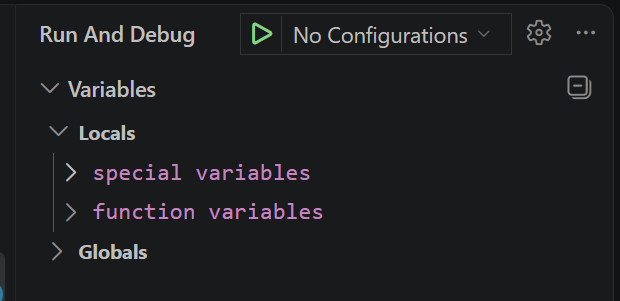 Run And Debug No Configurations
Variables
Locals
special variables
function variables
Globals